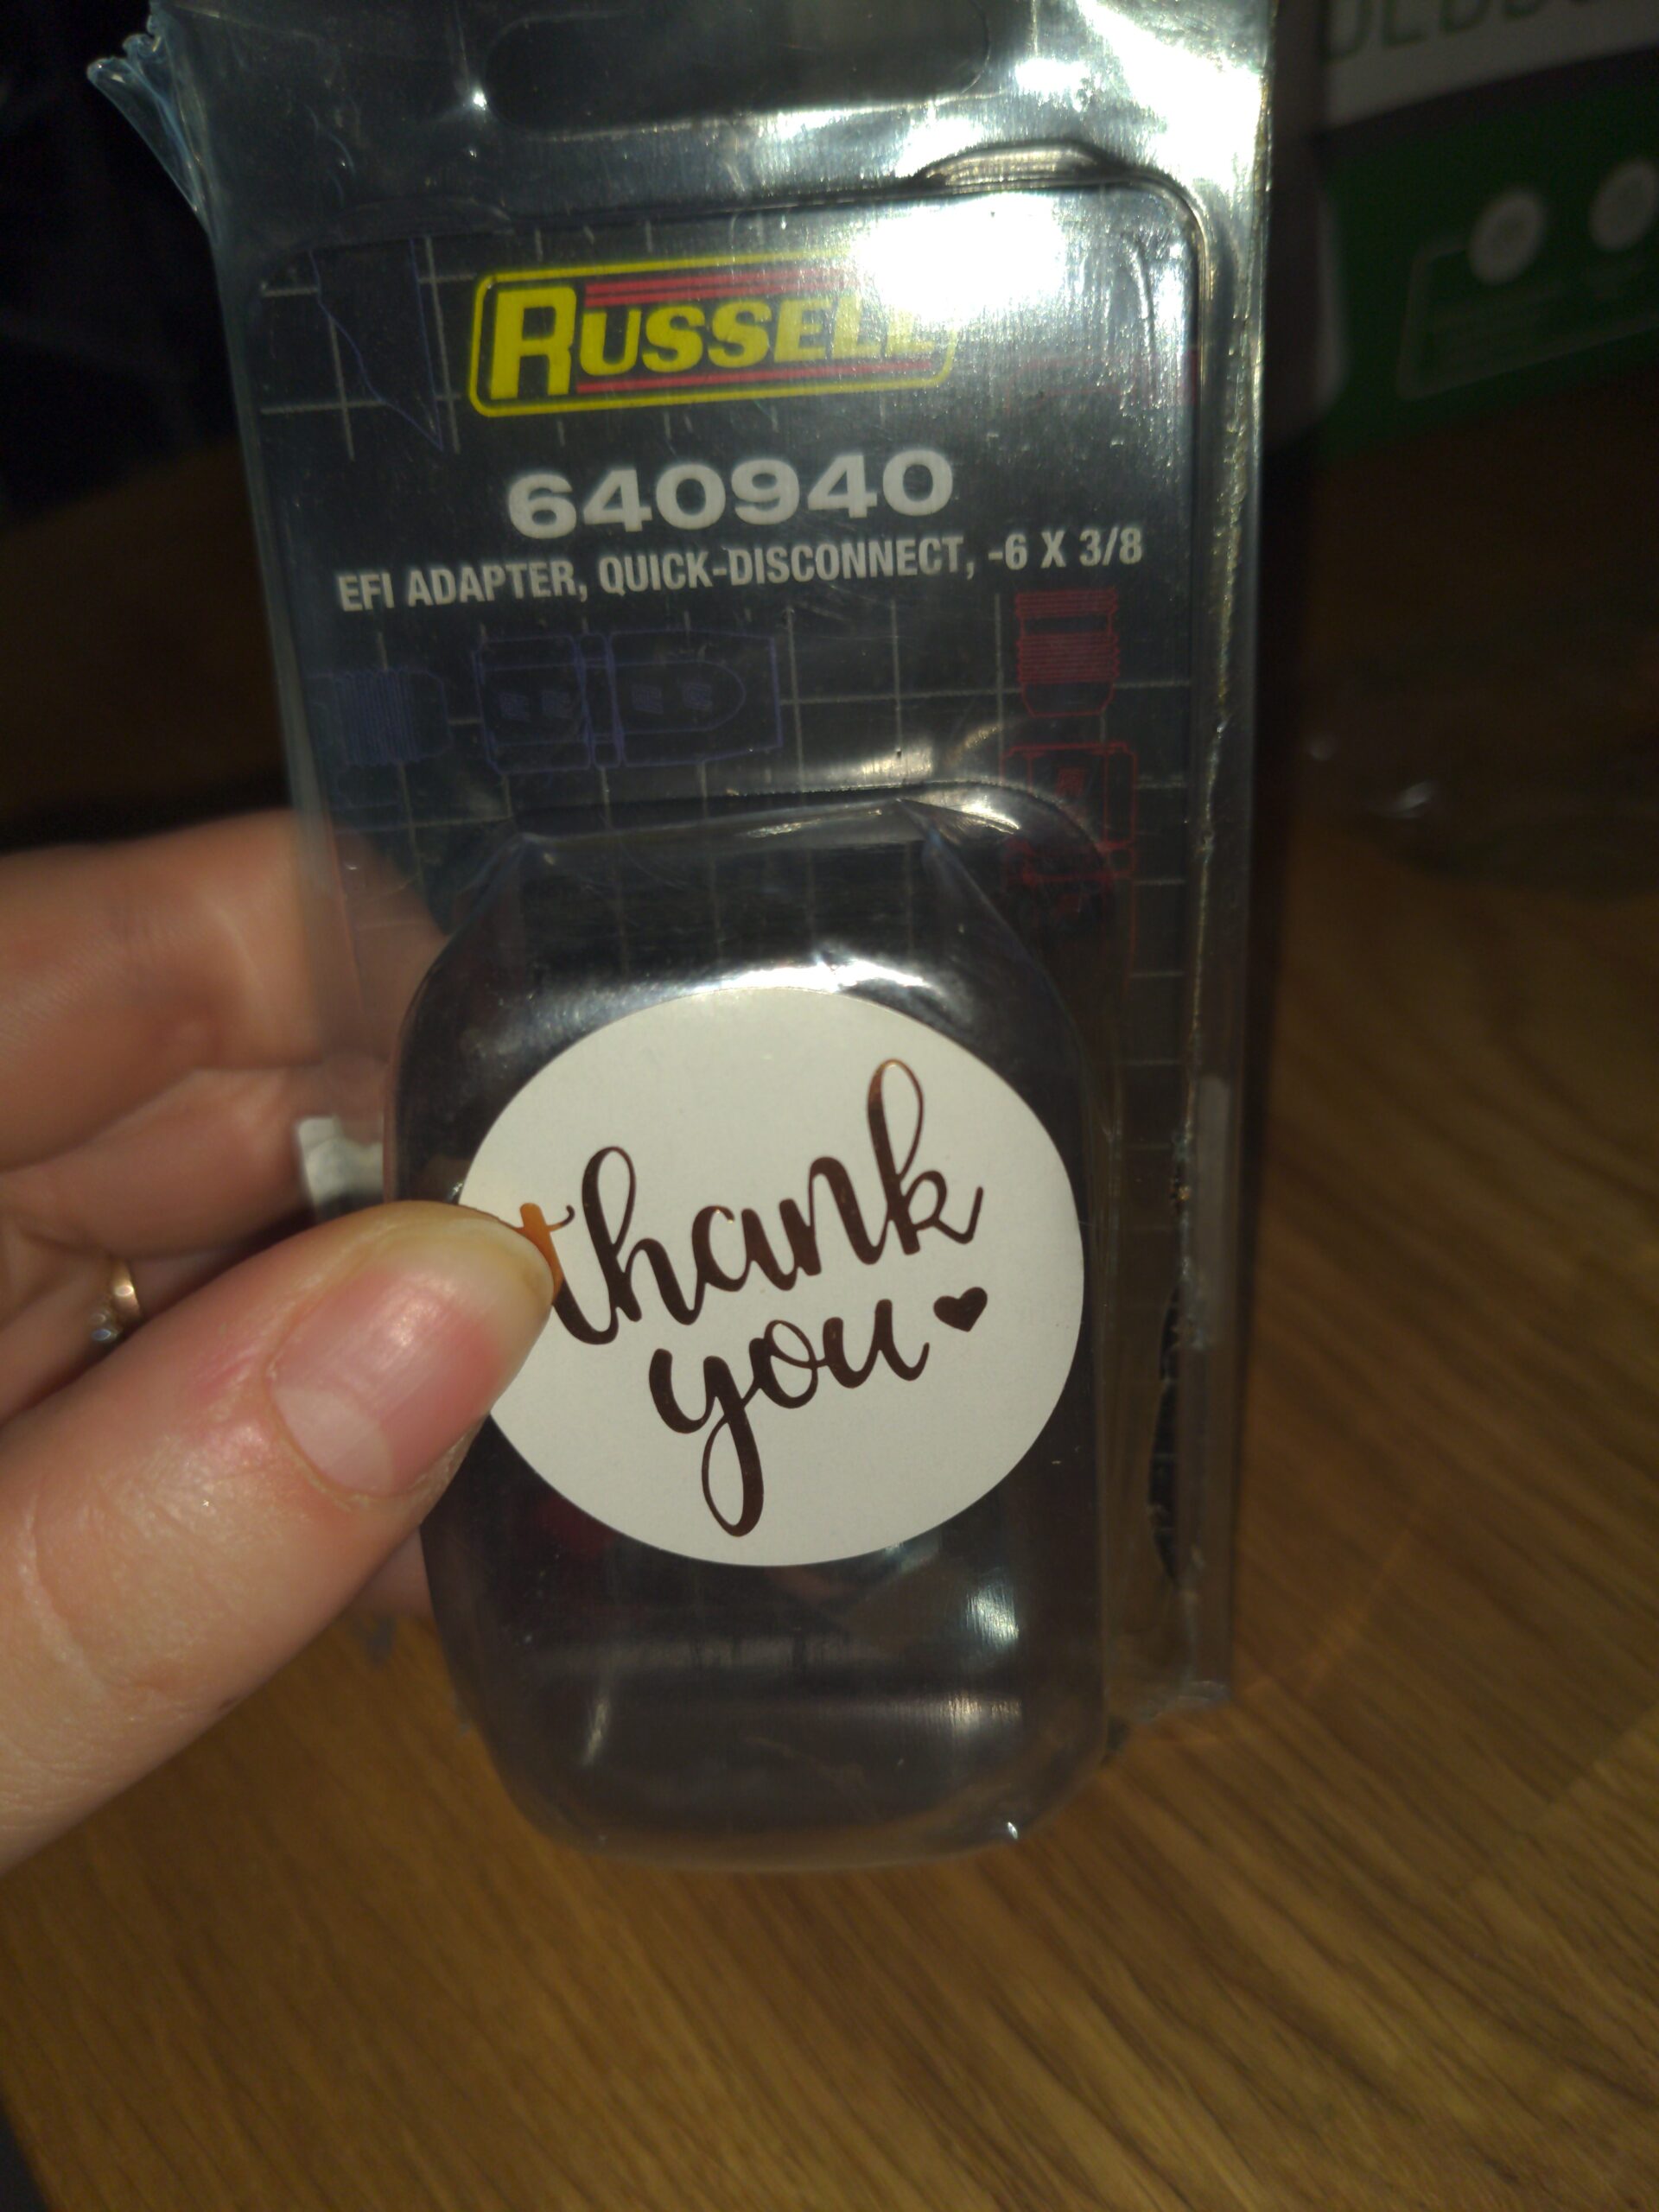 RUSSELL
640940
EFI ADAPTER, QUICK-DISCONNECT, -6 X 3/8
thank
you